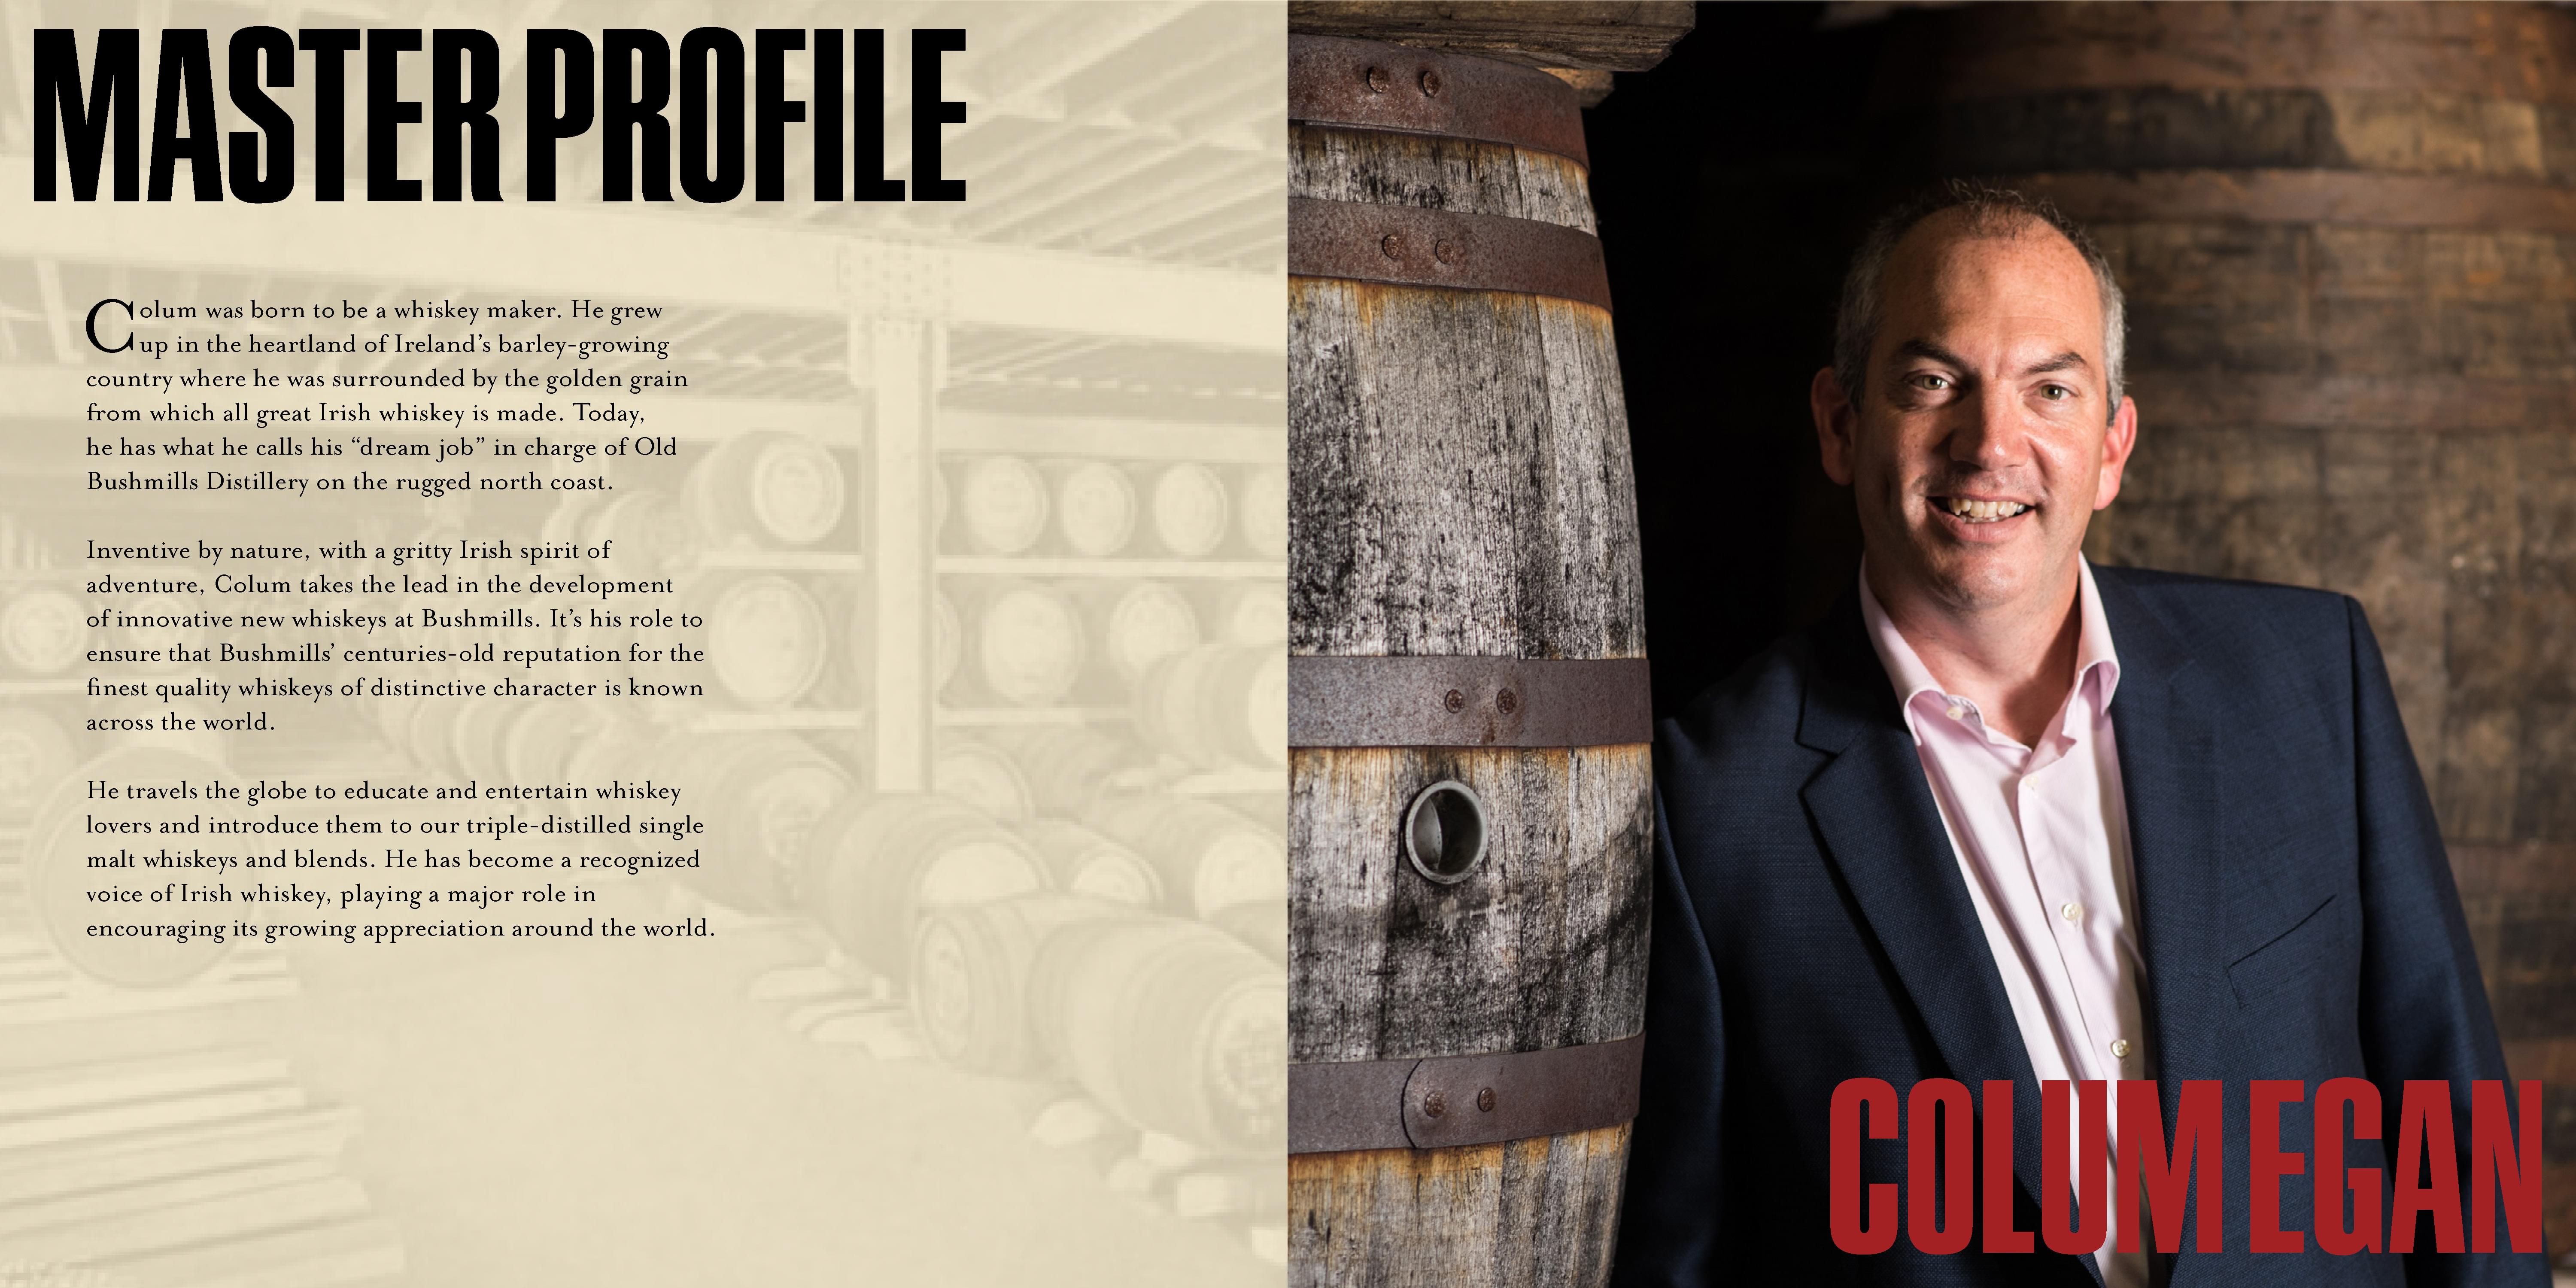 MASTER PROFILE
Colum was born to be a whiskey maker. He grew
up in the heartland of Ireland’s barley-growing
country where he was surrounded by the golden grain
from which all great Irish whiskey is made. Today,
he has what he calls his “dream job” in charge of Old
Bushmills Distillery on the rugged north coast.
Inventive by nature, with a gritty Irish spirit of
adventure, Colum takes the lead in the development
of innovative new whiskeys at Bushmills. It’s his role to
ensure that Bushmills’ centuries-old reputation for the
finest quality whiskeys of distinctive character is known
across the world.
He travels the globe to educate and entertain whiskey
lovers and introduce them to our triple-distilled single
malt whiskeys and blends. He has become a recognized
voice of Irish whiskey, playing a major role in
encouraging its growing appreciation around the world.
COLUM EGAN